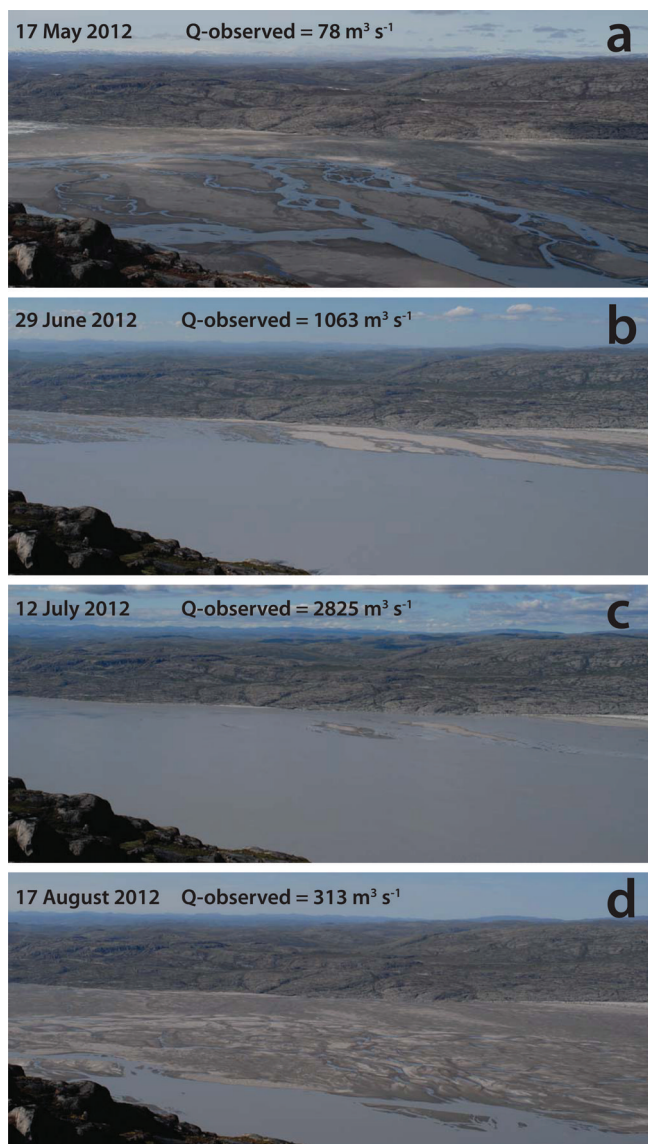 17 May 2012 Q-observed = 78 m³ s⁻¹ a
29 June 2012 Q-observed = 1063 m³ s⁻¹ b
12 July 2012 Q-observed = 2825 m³ s⁻¹ c
17 August 2012 Q-observed = 313 m³ s⁻¹ d